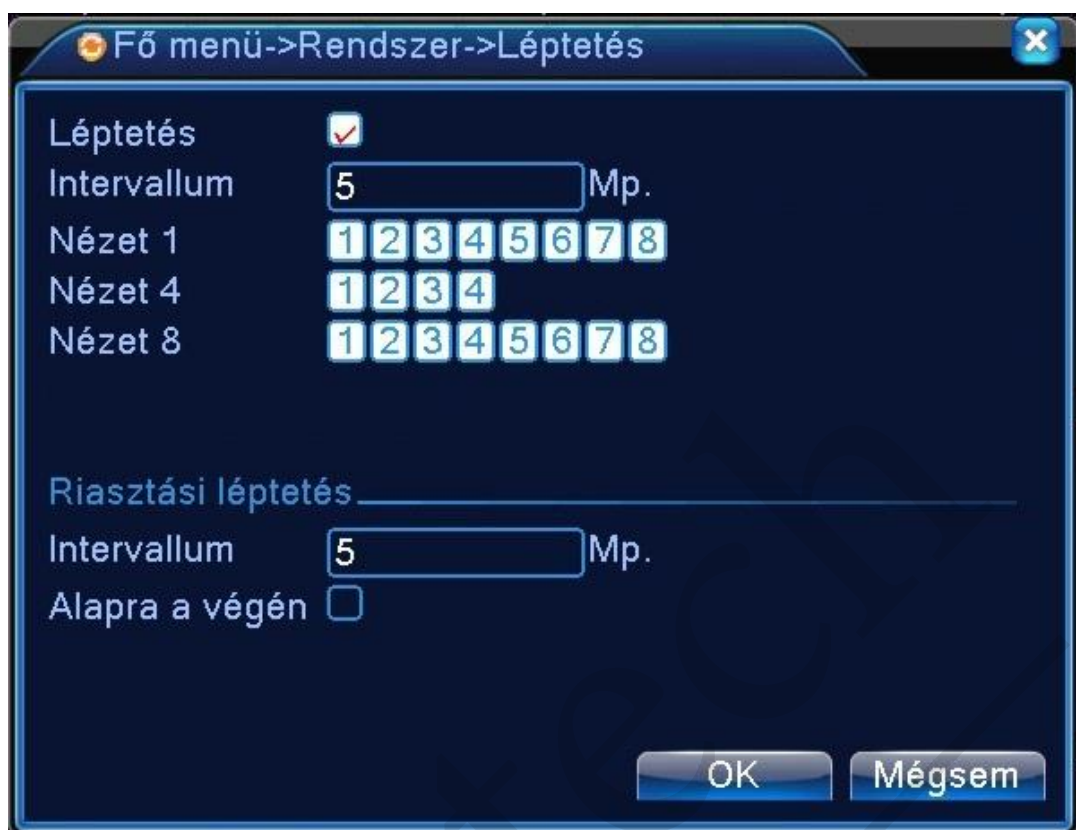 Fő menü->Rendszer->Léptetés
Léptetés
Intervallum 5 Mp.
Nézet 1 1 2 3 4 5 6 7 8
Nézet 4 1 2 3 4
Nézet 8 1 2 3 4 5 6 7 8
Riasztási léptetés
Intervallum 5 Mp.
Alapra a végén
OK Mégsem